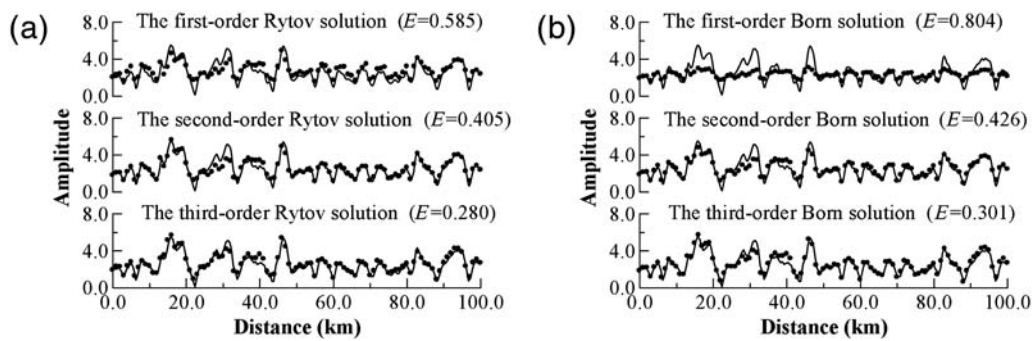 (a)
The first-order Rytov solution (E=0.585)
8.0
4.0
0.0
The second-order Rytov solution (E=0.405)
8.0
4.0
0.0
The third-order Rytov solution (E=0.280)
8.0
4.0
0.0
Amplitude
0.0 20.0 40.0 60.0 80.0 100.0
Distance (km)
(b)
The first-order Born solution (E=0.804)
8.0
4.0
0.0
The second-order Born solution (E=0.426)
8.0
4.0
0.0
The third-order Born solution (E=0.301)
8.0
4.0
0.0
Amplitude
0.0 20.0 40.0 60.0 80.0 100.0
Distance (km)